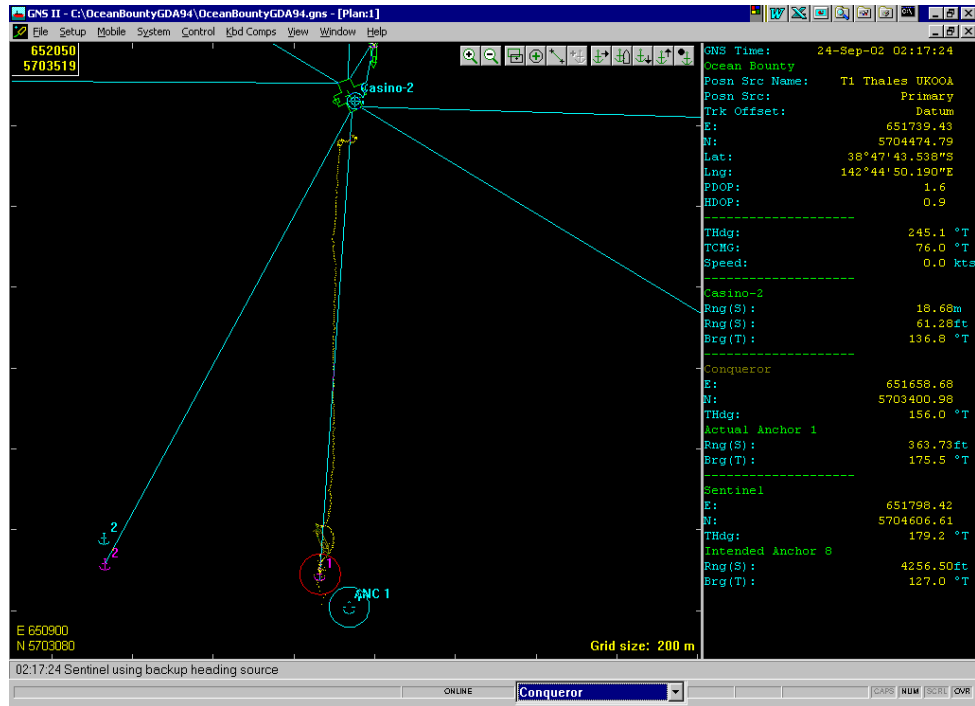 GNS II - C:\OceanBountyGDA94\OceanBountyGDA94.gns - [Plan:1]
File Setup Mobile System Control Kbd Comps View Window Help
652050
5703519
Casino-2
2
2
1
ANC 1
E 650900
N 5703080
Grid size: 200 m
GNS Time: 24-Sep-02 02:17:24
Ocean Bounty
Posn Src Name: T1 Thales UKOOA
Posn Src: Primary
Trk Offset: Datum
E: 651739.43
N: 5704474.79
Lat: 38°47'43.538"S
Lng: 142°44'50.190"E
PDOP: 1.6
HDOP: 0.9
--------------------
THdg: 245.1 °T
TCMG: 76.0 °T
Speed: 0.0 kts
--------------------
Casino-2
Rng(S): 18.68m
Rng(S): 61.28ft
Brg(T): 136.8 °T
--------------------
Conqueror
E: 651658.68
N: 5703400.98
THdg: 156.0 °T
Actual Anchor 1
Rng(S): 363.73ft
Brg(T): 175.5 °T
--------------------
Sentinel
E: 651798.42
N: 5704606.61
THdg: 179.2 °T
Intended Anchor 8
Rng(S): 4256.50ft
Brg(T): 127.0 °T
02:17:24 Sentinel using backup heading source
ONLINE Conqueror CAPS NUM SCRL OVR